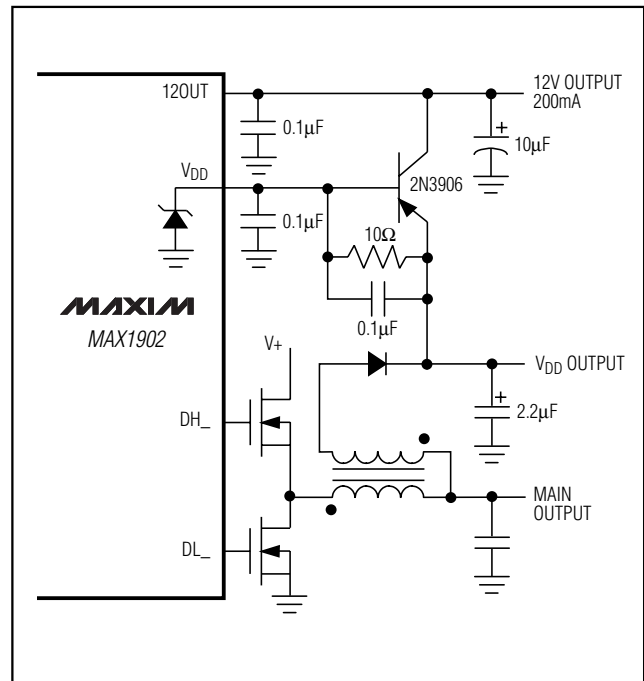 12OUT
12V OUTPUT
200mA
0.1µF
+
10µF
VDD
2N3906
0.1µF
10Ω
MAXIM
MAX1902
0.1µF
V+
VDD OUTPUT
+
2.2µF
DH_
MAIN
OUTPUT
DL_